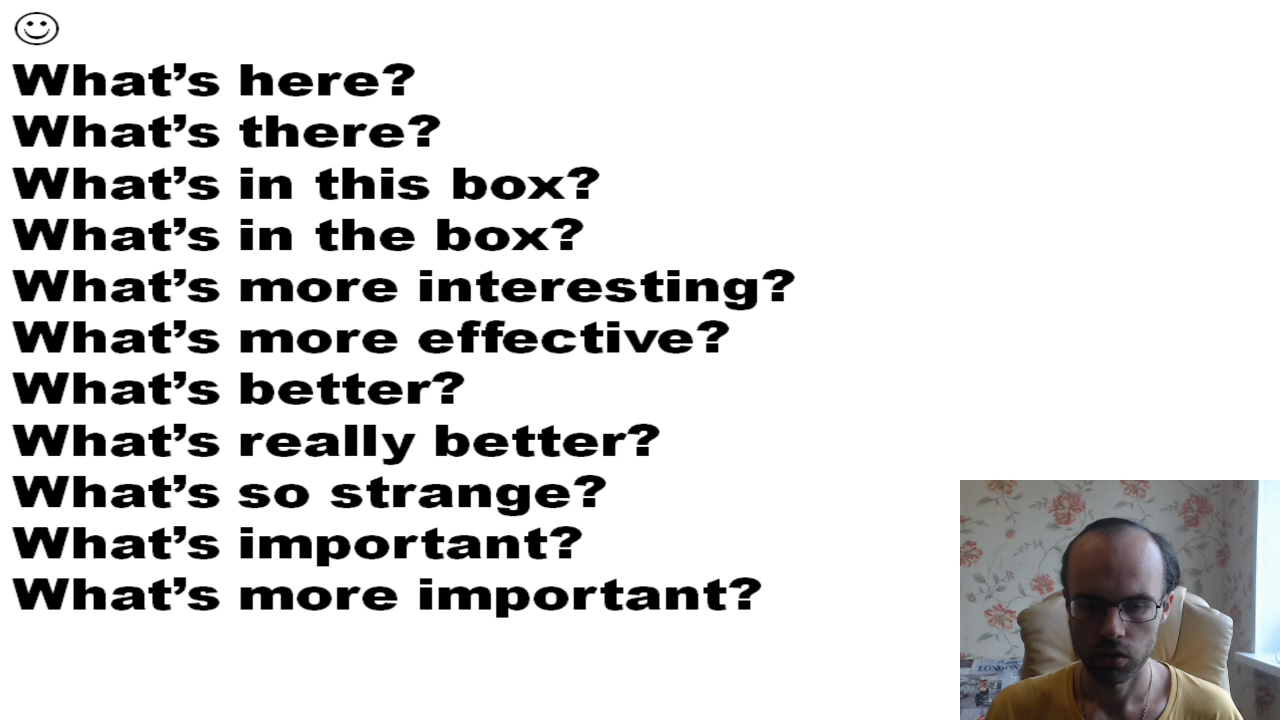 What’s here?
What’s there?
What’s in this box?
What’s in the box?
What’s more interesting?
What’s more effective?
What’s better?
What’s really better?
What’s so strange?
What’s important?
What’s more important?
LONDON